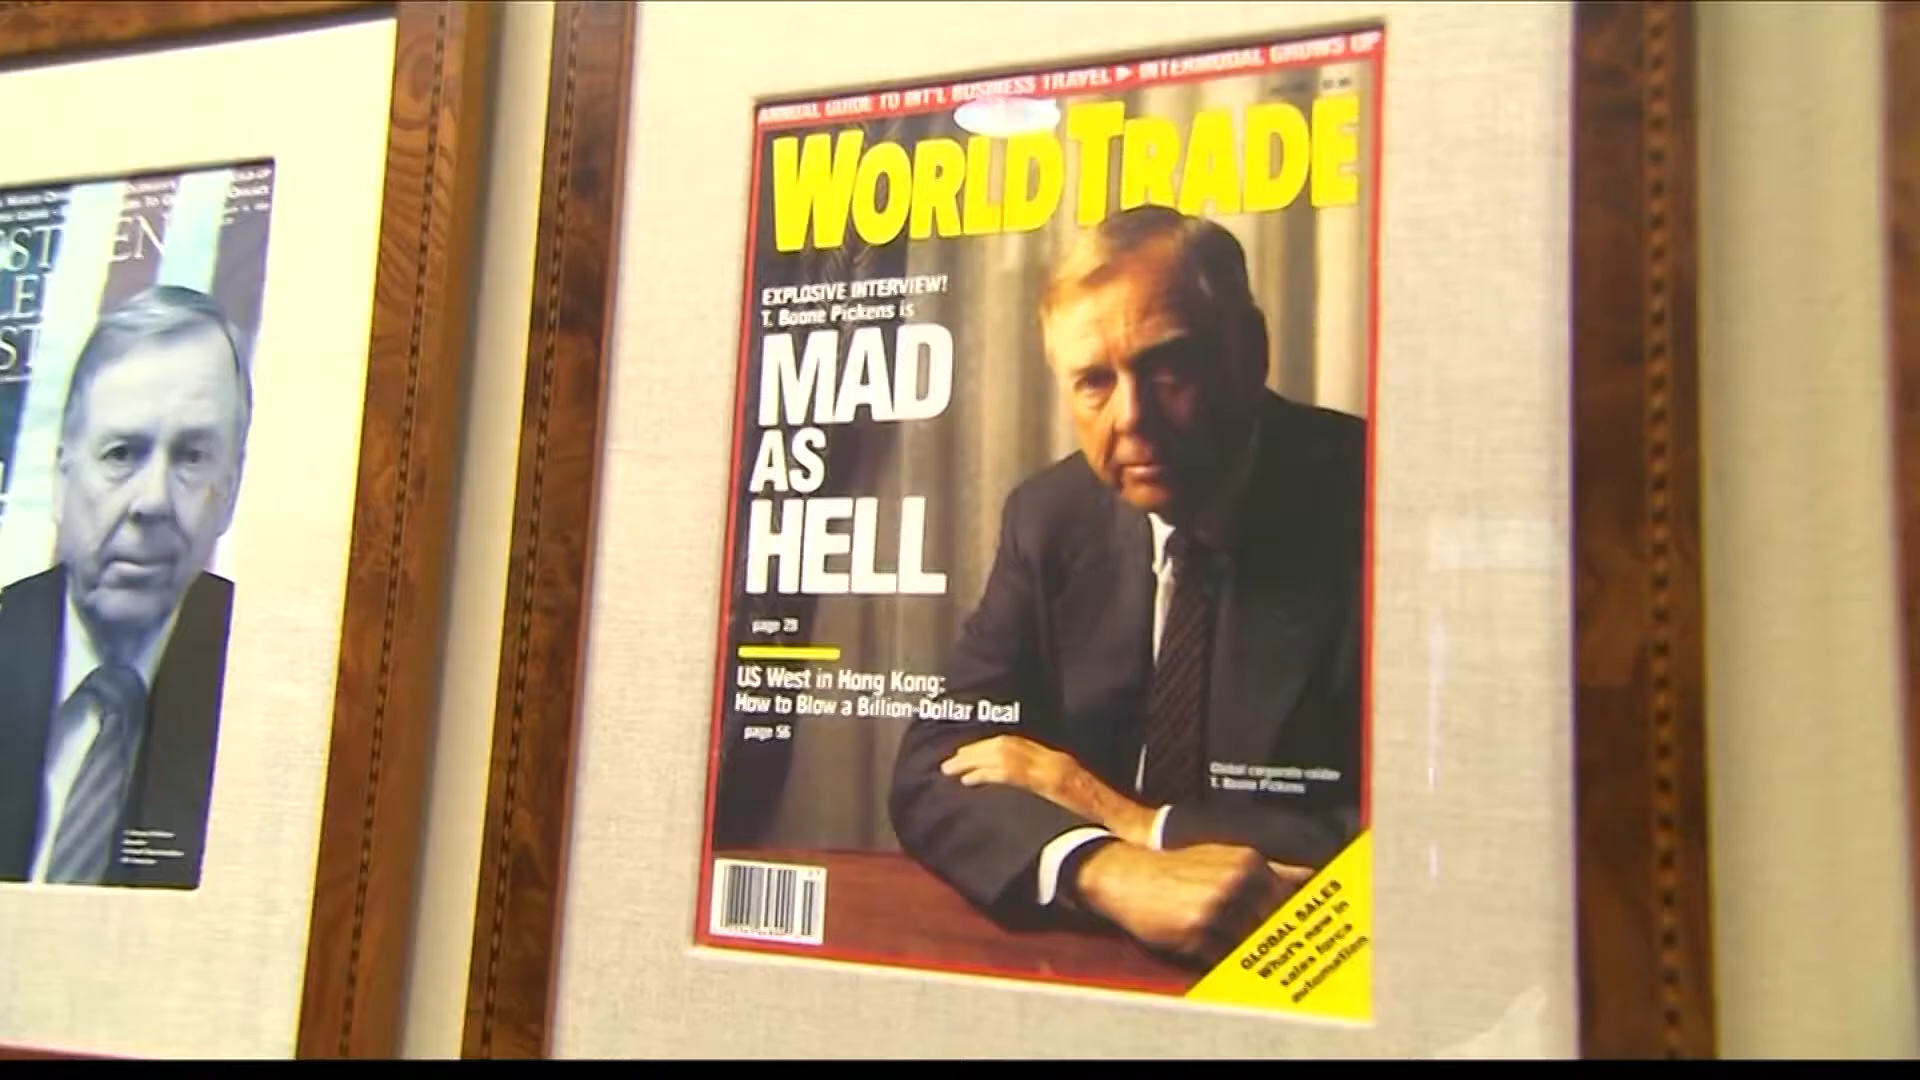 ANNUAL GUIDE TO INT'L BUSINESS TRAVEL ▶ INTERMODAL GROWS UP
WORLDTRADE
EXPLOSIVE INTERVIEW!
T. Boone Pickens is
MAD
AS
HELL
page 29
US West in Hong Kong:
How to Blow a Billion-Dollar Deal
page 56
Global corporate raider
T. Boone Pickens
GLOBAL SALES
What's new in
sales force
automation